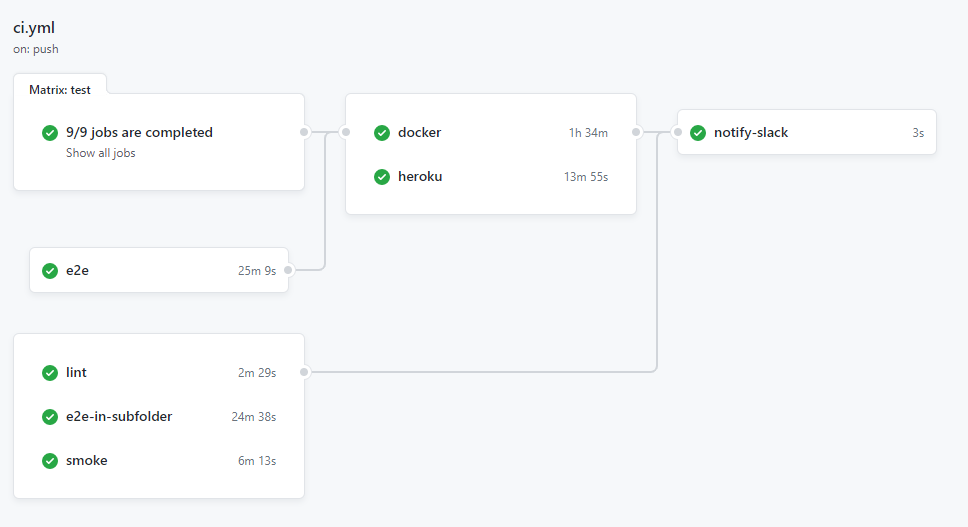 ci.yml
on: push
Matrix: test
9/9 jobs are completed
Show all jobs
docker 1h 34m
heroku 13m 55s
notify-slack 3s
e2e 25m 9s
lint 2m 29s
e2e-in-subfolder 24m 38s
smoke 6m 13s